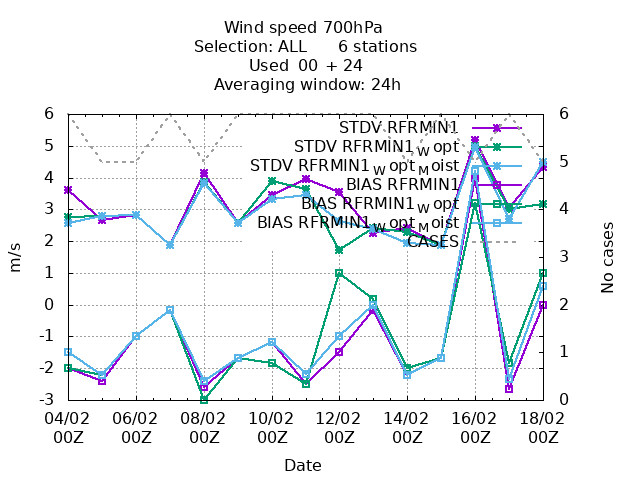 Wind speed 700hPa
Selection: ALL 6 stations
Used 00 + 24
Averaging window: 24h
STDV RFRMIN1
STDV RFRMIN1_W opt
STDV RFRMIN1_W opt_M oist
BIAS RFRMIN1
BIAS RFRMIN1_W opt
BIAS RFRMIN1_W opt_M oist
CASES
m/s
6
5
4
3
2
1
0
-1
-2
-3
No cases
6
5
4
3
2
1
0
04/02 06/02 08/02 10/02 12/02 14/02 16/02 18/02
00Z 00Z 00Z 00Z 00Z 00Z 00Z 00Z
Date